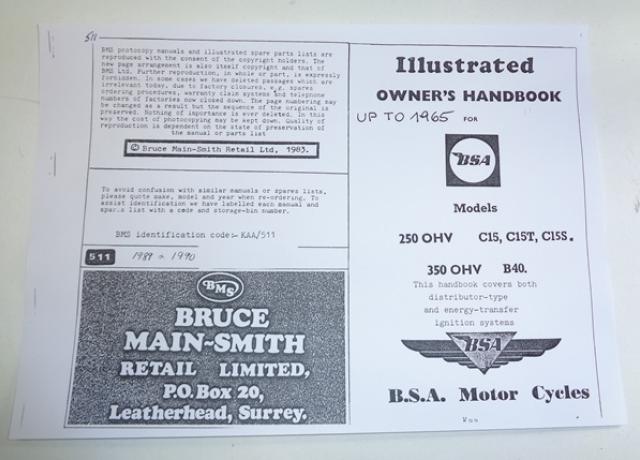 511
BMS photocopy manuals and illustrated spare parts lists are
reproduced with the consent of the copyright holders. The
new page arrangement is also itself copyright and that of
BMS Ltd. Further reproduction, in whole or part, is expressly
forbidden. In some cases we have deleted passages which are
irrelevant today, due to factory closures, e.g. spares
ordering procedures, warranty claim systems and telephone
numbers of factories now closed down. The page numbering may
be changed as a result but the sequence of the original is
preserved. Nothing of importance is ever deleted. In this
way the cost of photocopying may be kept down. Quality of
reproduction is dependent on the state of preservation of
the manual or parts list
© Bruce Main-Smith Retail Ltd, 1983.
To avoid confusion with similar manuals or spares lists,
please quote make, model and year when re-ordering. To
assist identification we have labelled each manual and
spares list with a code and storage-bin number.
BMS identification code:- KAA/511
511 1989 1990
BMS
BRUCE
MAIN-SMITH
RETAIL LIMITED,
P.O. Box 20,
Leatherhead, Surrey.
Illustrated
OWNER'S HANDBOOK
UP TO 1965 FOR
BSA
Models
250 OHV C15, C15T, C15S.
350 OHV B40.
This handbook covers both
distributor-type
and energy-transfer
ignition systems
BSA
B.S.A. Motor Cycles